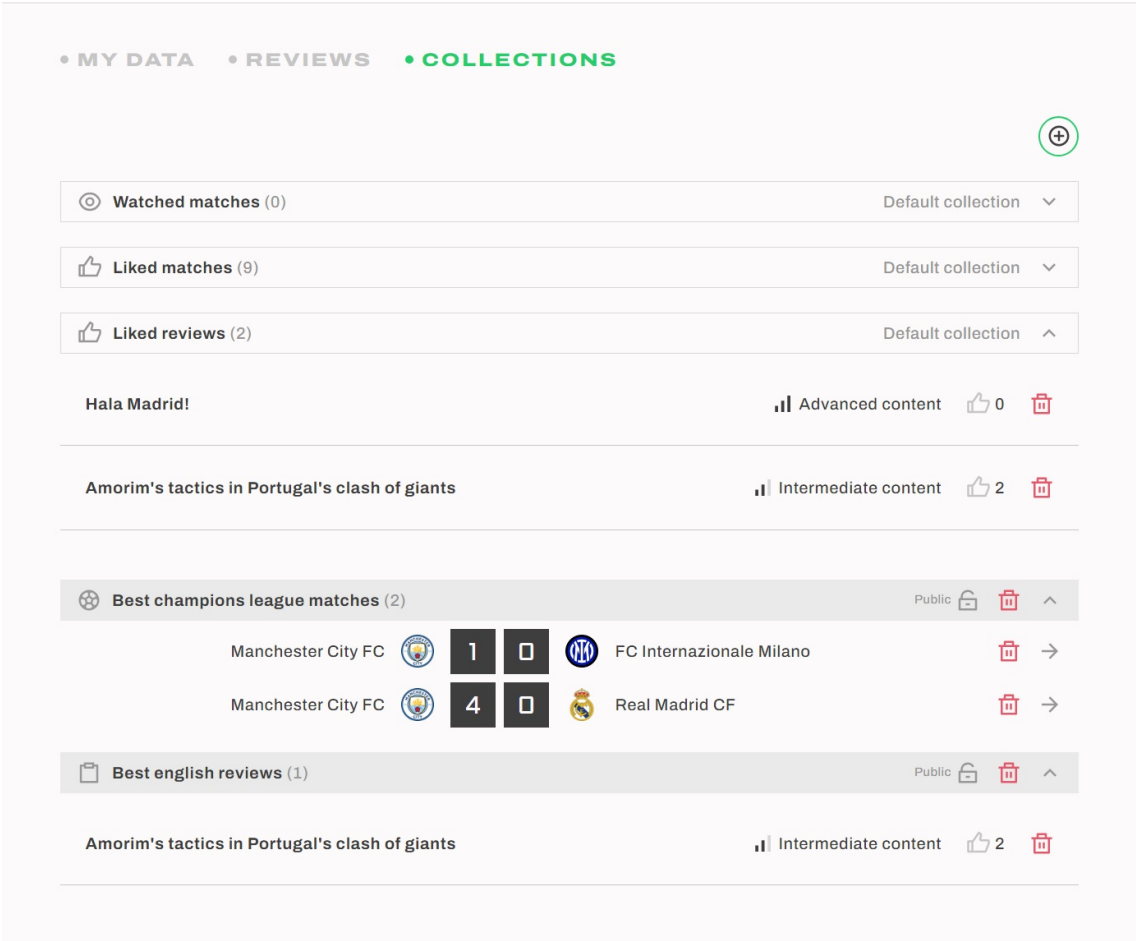 • MY DATA • REVIEWS • COLLECTIONS
Watched matches (0) Default collection
Liked matches (9) Default collection
Liked reviews (2) Default collection
Hala Madrid! Advanced content 0
Amorim's tactics in Portugal's clash of giants Intermediate content 2
Best champions league matches (2) Public
Manchester City FC 1 0 FC Internazionale Milano
Manchester City FC 4 0 Real Madrid CF
Best english reviews (1) Public
Amorim's tactics in Portugal's clash of giants Intermediate content 2